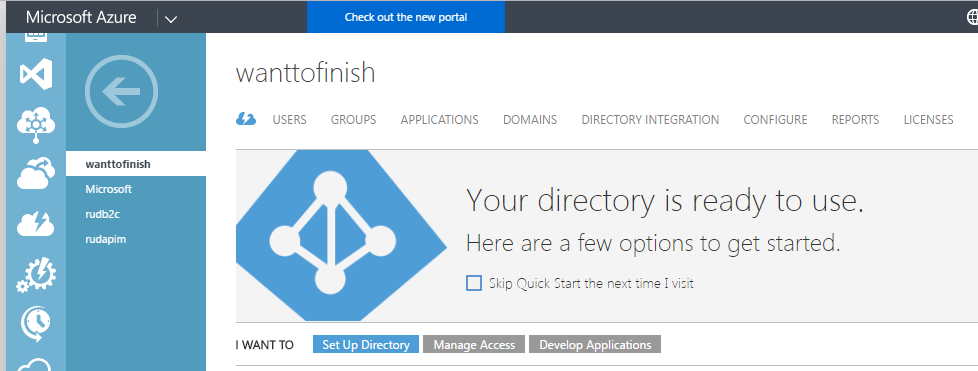 Microsoft Azure
Check out the new portal
wanttofinish
Microsoft
rudb2c
rudapim
wanttofinish
USERS GROUPS APPLICATIONS DOMAINS DIRECTORY INTEGRATION CONFIGURE REPORTS LICENSES
Your directory is ready to use.
Here are a few options to get started.
Skip Quick Start the next time I visit
I WANT TO Set Up Directory Manage Access Develop Applications